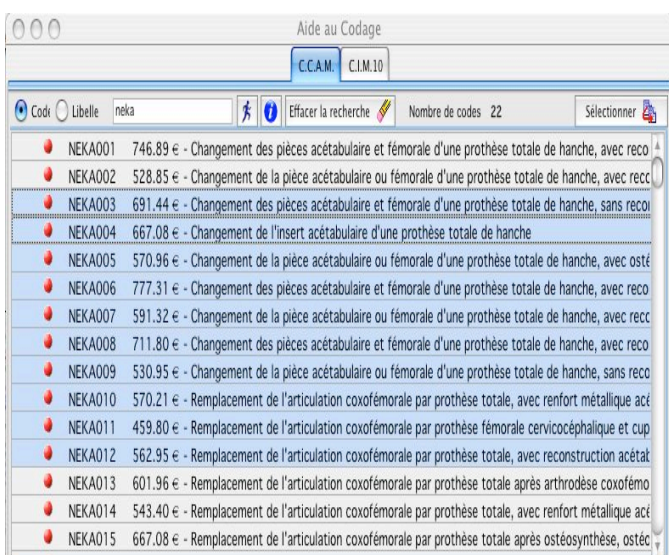 Aide au Codage
C.C.A.M. C.I.M.10
Code Libelle neka Effacer la recherche Nombre de codes 22 Sélectionner
NEKA001 746.89 € - Changement des pièces acétabulaire et fémorale d'une prothèse totale de hanche, avec reco
NEKA002 528.85 € - Changement de la pièce acétabulaire ou fémorale d'une prothèse totale de hanche, avec recc
NEKA003 691.44 € - Changement des pièces acétabulaire et fémorale d'une prothèse totale de hanche, sans recor
NEKA004 667.08 € - Changement de l'insert acétabulaire d'une prothèse totale de hanche
NEKA005 570.96 € - Changement de la pièce acétabulaire ou fémorale d'une prothèse totale de hanche, avec osté
NEKA006 777.31 € - Changement des pièces acétabulaire et fémorale d'une prothèse totale de hanche, avec reco
NEKA007 591.32 € - Changement de la pièce acétabulaire ou fémorale d'une prothèse totale de hanche, avec recc
NEKA008 711.80 € - Changement des pièces acétabulaire et fémorale d'une prothèse totale de hanche, avec reco
NEKA009 530.95 € - Changement de la pièce acétabulaire ou fémorale d'une prothèse totale de hanche, sans reco
NEKA010 570.21 € - Remplacement de l'articulation coxofémorale par prothèse totale, avec renfort métallique acé
NEKA011 459.80 € - Remplacement de l'articulation coxofémorale par prothèse fémorale cervicocéphalique et cup
NEKA012 562.95 € - Remplacement de l'articulation coxofémorale par prothèse totale, avec reconstruction acétab
NEKA013 601.96 € - Remplacement de l'articulation coxofémorale par prothèse totale après arthrodèse coxofémo
NEKA014 543.40 € - Remplacement de l'articulation coxofémorale par prothèse totale, avec renfort métallique acé
NEKA015 667.08 € - Remplacement de l'articulation coxofémorale par prothèse totale après ostéosynthèse, ostéc